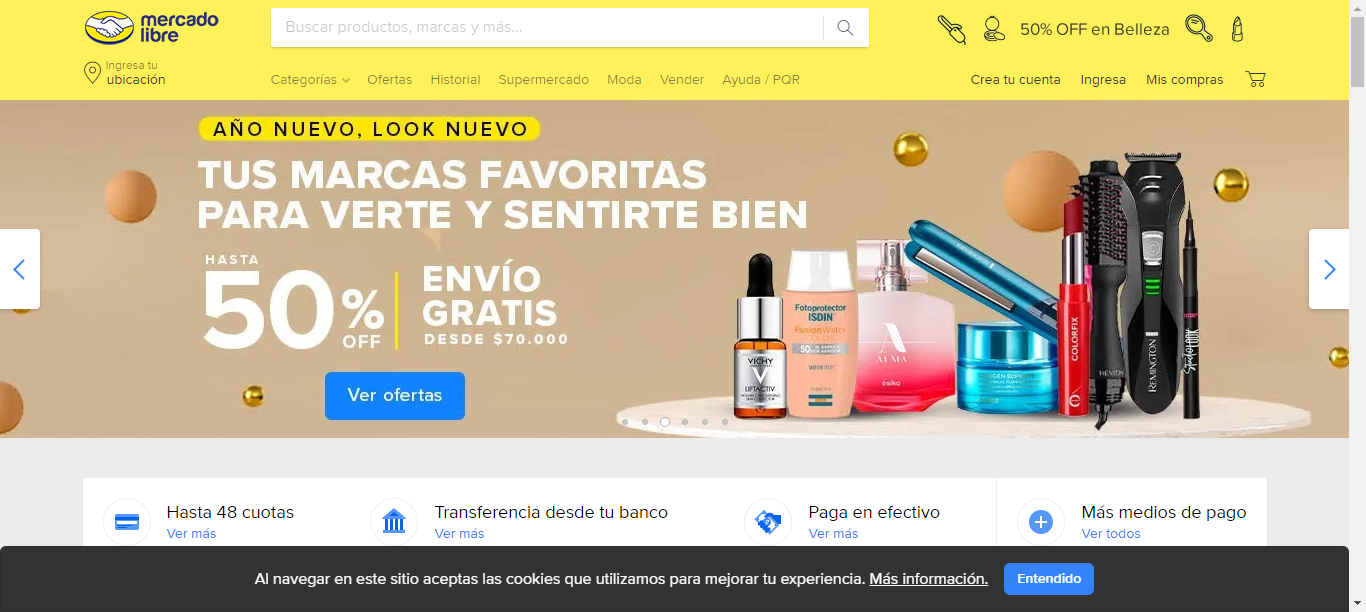 mercado
libre
Buscar productos, marcas y más...
50% OFF en Belleza
Ingresa tu
ubicación
Categorías
Ofertas
Historial
Supermercado
Moda
Vender
Ayuda / PQR
Crea tu cuenta
Ingresa
Mis compras
AÑO NUEVO, LOOK NUEVO
TUS MARCAS FAVORITAS
PARA VERTE Y SENTIRTE BIEN
HASTA
50%
OFF
ENVÍO
GRATIS
DESDE $70.000
Ver ofertas
VICHY
LIFTACTIV
Fotoprotector
ISDIN
FusionWater
50
ALMA
ésika
COLORFIX
REVLON
REMINGTON
Studio LOOK
Hasta 48 cuotas
Ver más
Transferencia desde tu banco
Ver más
Paga en efectivo
Ver más
Más medios de pago
Ver todos
Al navegar en este sitio aceptas las cookies que utilizamos para mejorar tu experiencia. Más información.
Entendido